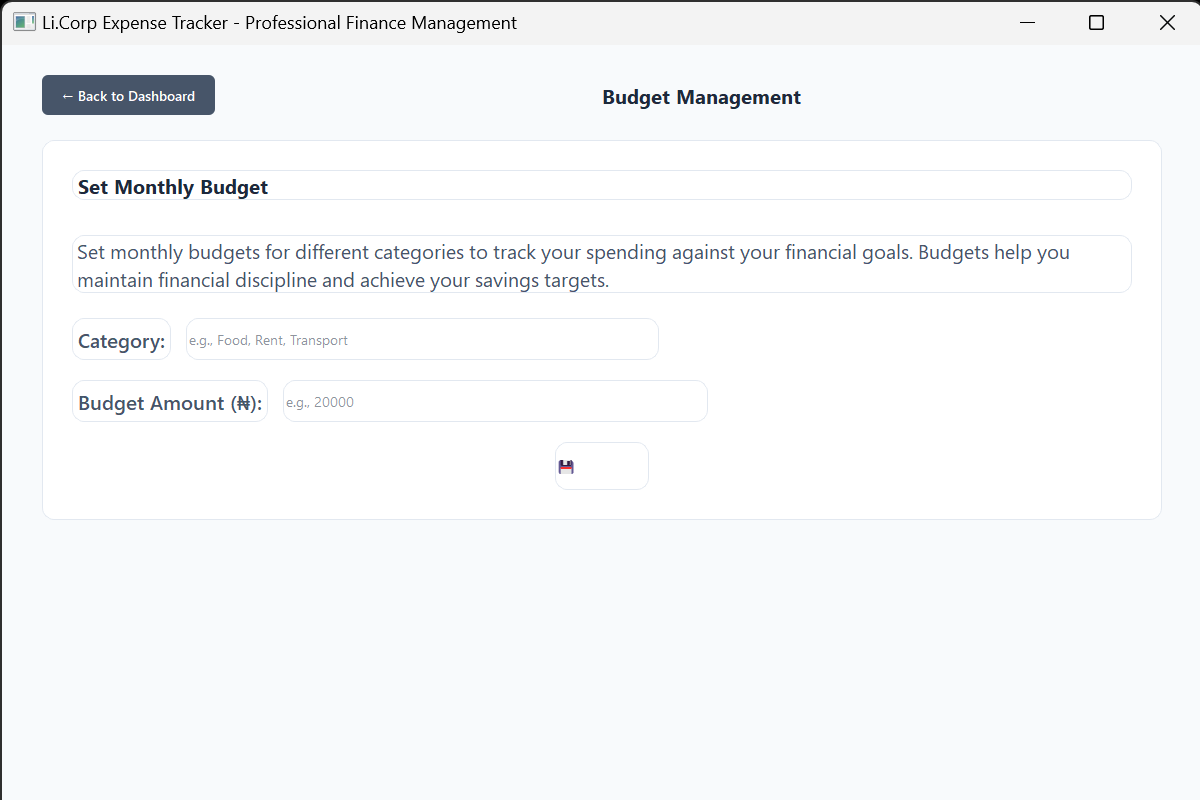 Li.Corp Expense Tracker - Professional Finance Management
← Back to Dashboard
Budget Management
Set Monthly Budget
Set monthly budgets for different categories to track your spending against your financial goals. Budgets help you
maintain financial discipline and achieve your savings targets.
Category:
e.g., Food, Rent, Transport
Budget Amount (₦):
e.g., 20000